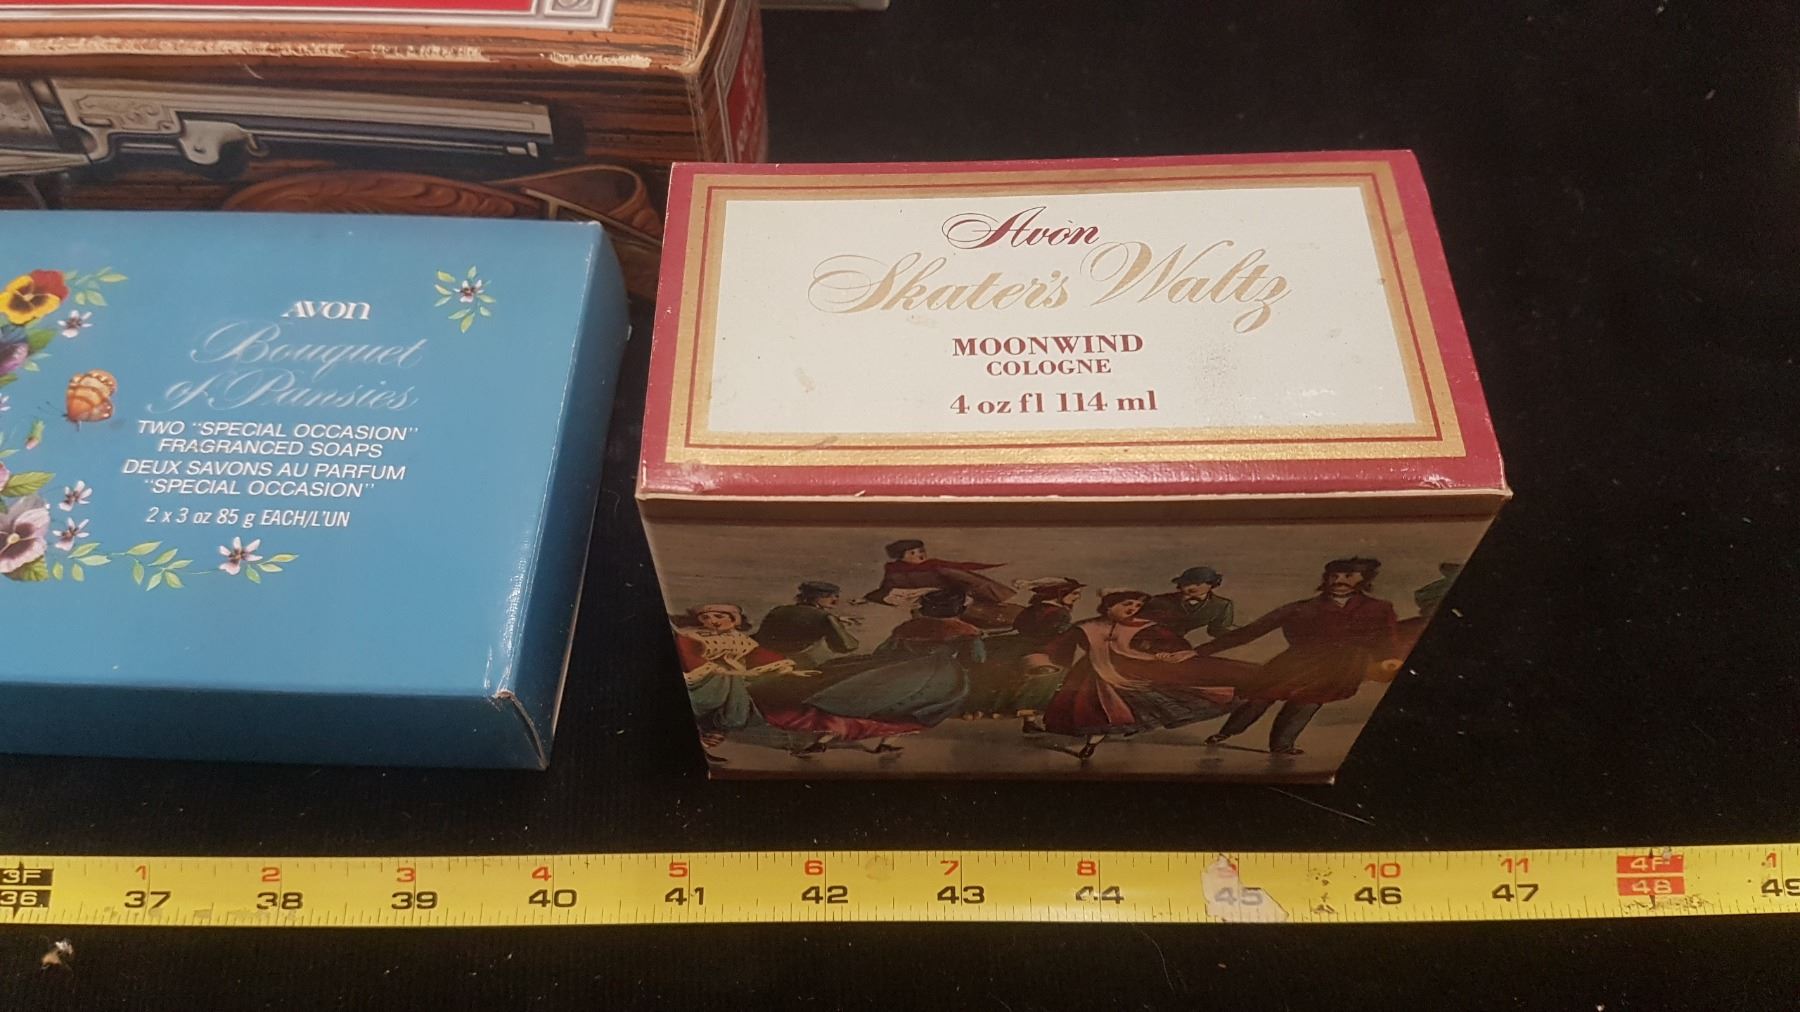 AVON
Bouquet
of Pansies
TWO "SPECIAL OCCASION"
FRAGRANCED SOAPS
DEUX SAVONS AU PARFUM
"SPECIAL OCCASION"
2 x 3 oz 85 g EACH/L'UN
Avon
Skater's Waltz
MOONWIND
COLOGNE
4 oz fl 114 ml
3F 1 2 3 4 5 6 7 8 9 10 11 4F 1
36 37 38 39 40 41 42 43 44 45 46 47 48 49